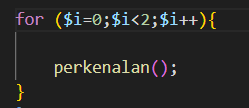 for ($i=0;$i<2;$i++){
perkenalan();
}